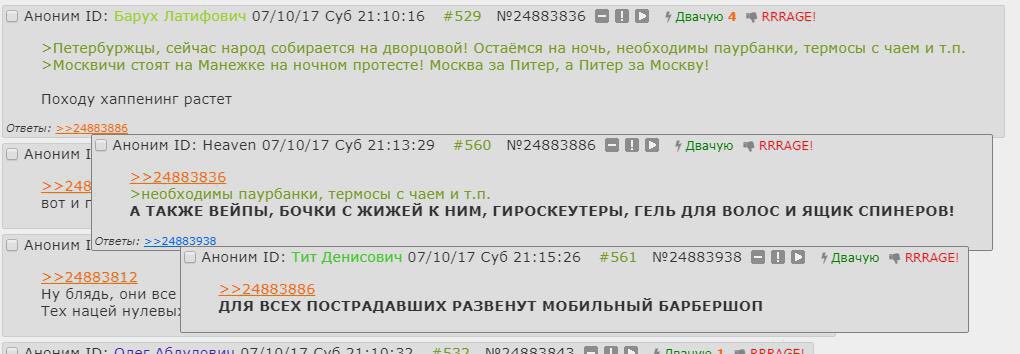 Аноним ID: Барух Латифович 07/10/17 Суб 21:10:16 #529 №24883836 Двачую 4 RRRAGE!
>Петербуржцы, сейчас народ собирается на дворцовой! Остаёмся на ночь, необходимы паурбанки, термосы с чаем и т.п.
>Москвичи стоят на Манежке на ночном протесте! Москва за Питер, а Питер за Москву!
Походу хаппенинг растет
Ответы: >>24883886
Аноним I
Аноним ID: Heaven 07/10/17 Суб 21:13:29 #560 №24883886 Двачую RRRAGE!
>>248
>>24883836
>необходимы паурбанки, термосы с чаем и т.п.
вот и г
А ТАКЖЕ ВЕЙПЫ, БОЧКИ С ЖИЖЕЙ К НИМ, ГИРОСКЕУТЕРЫ, ГЕЛЬ ДЛЯ ВОЛОС И ЯЩИК СПИНЕРОВ!
Ответы: >>24883938
Аноним I
Аноним ID: Тит Денисович 07/10/17 Суб 21:15:26 #561 №24883938 Двачую RRRAGE!
>>24883812
>>24883886
Ну блядь, они все
ДЛЯ ВСЕХ ПОСТРАДАВШИХ РАЗВЕНУТ МОБИЛЬНЫЙ БАРБЕРШОП
Тех нацей нулевых
Аноним ID: Олег Абдулович 07/10/17 Суб 21:10:32 #532 №24883843 Двачую 1 RRRAGE!